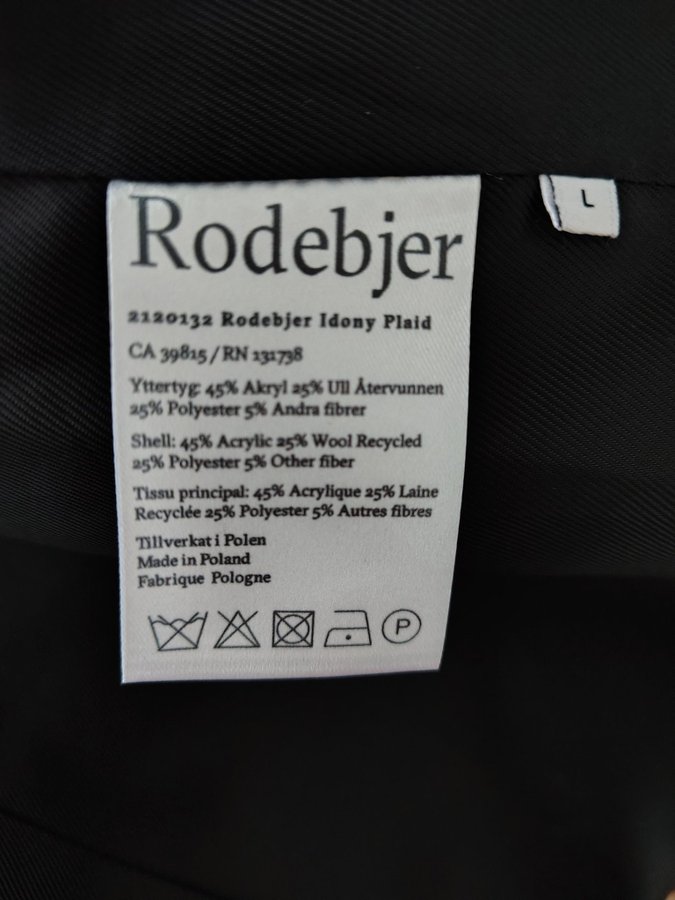 Rodebjer
L
2120132 Rodebjer Idony Plaid
CA 39815 / RN 131738
Yttertyg: 45% Akryl 25% Ull Återvunnen
25% Polyester 5% Andra fibrer
Shell: 45% Acrylic 25% Wool Recycled
25% Polyester 5% Other fiber
Tissu principal: 45% Acrylique 25% Laine
Recyclée 25% Polyester 5% Autres fibres
Tillverkat i Polen
Made in Poland
Fabrique Pologne
P